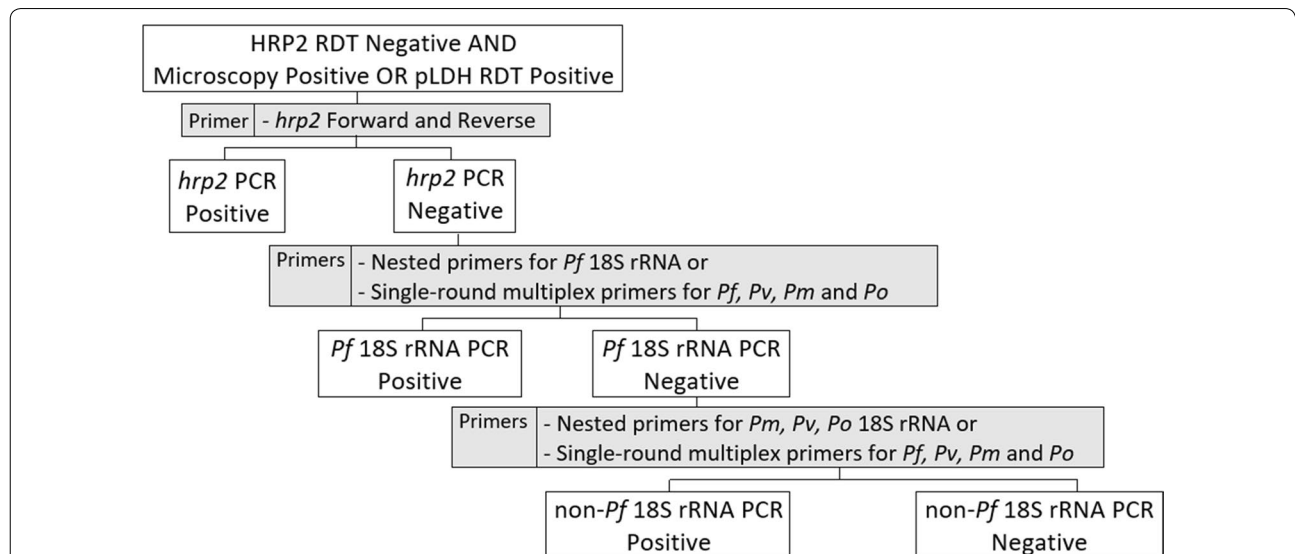 HRP2 RDT Negative AND
Microscopy Positive OR pLDH RDT Positive
Primer - hrp2 Forward and Reverse
hrp2 PCR
Positive
hrp2 PCR
Negative
Primers - Nested primers for Pf 18S rRNA or
- Single-round multiplex primers for Pf, Pv, Pm and Po
Pf 18S rRNA PCR
Positive
Pf 18S rRNA PCR
Negative
Primers - Nested primers for Pm, Pv, Po 18S rRNA or
- Single-round multiplex primers for Pf, Pv, Pm and Po
non-Pf 18S rRNA PCR
Positive
non-Pf 18S rRNA PCR
Negative